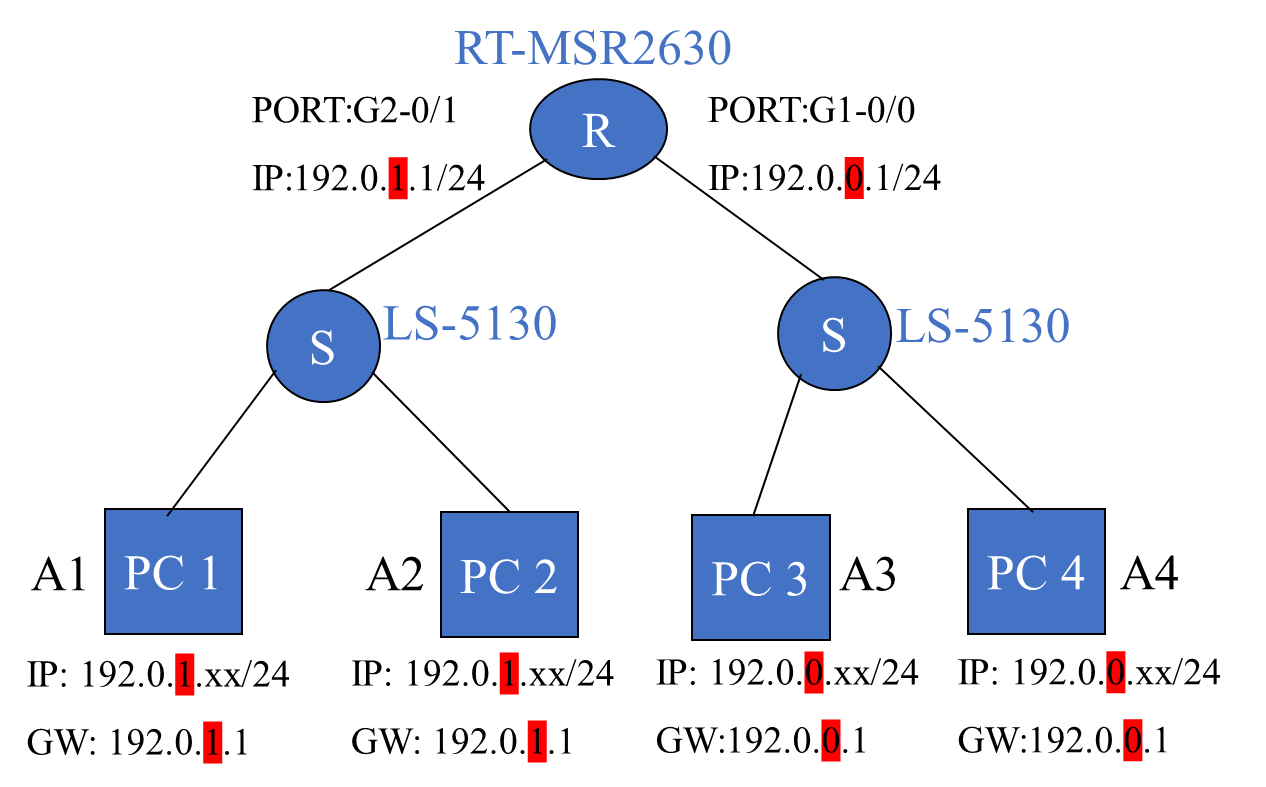 RT-MSR2630
PORT:G2-0/1
IP:192.0.1.1/24
R
PORT:G1-0/0
IP:192.0.0.1/24
S
LS-5130
S
LS-5130
A1
PC 1
A2
PC 2
PC 3
A3
PC 4
A4
IP: 192.0.1.xx/24
GW: 192.0.1.1
IP: 192.0.1.xx/24
GW: 192.0.1.1
IP: 192.0.0.xx/24
GW:192.0.0.1
IP: 192.0.0.xx/24
GW:192.0.0.1